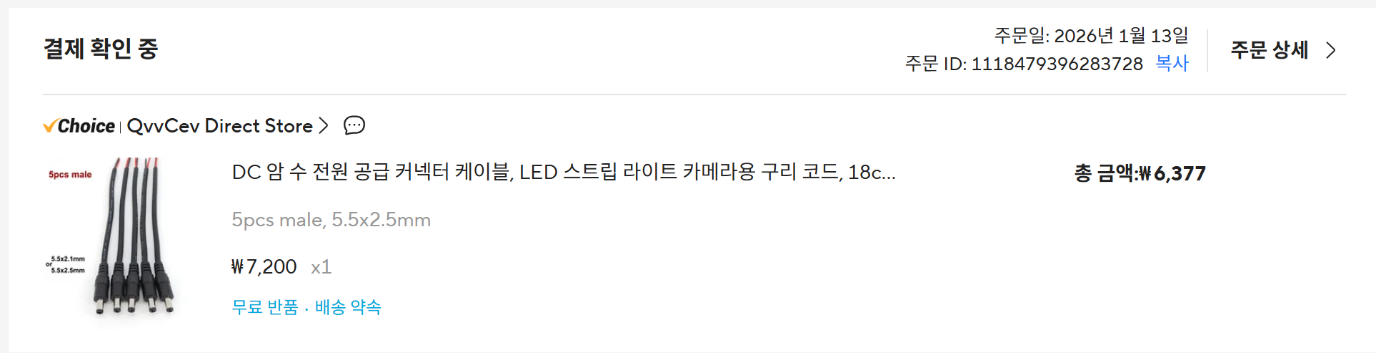 결제 확인 중
주문일: 2026년 1월 13일
주문 ID: 1118479396283728 복사
주문 상세
Choice | QvvCev Direct Store
5pcs male
5.5x2.1mm
or
5.5x2.5mm
DC 암 수 전원 공급 커넥터 케이블, LED 스트립 라이트 카메라용 구리 코드, 18c...
총 금액:₩6,377
5pcs male, 5.5x2.5mm
₩7,200 x1
무료 반품 · 배송 약속